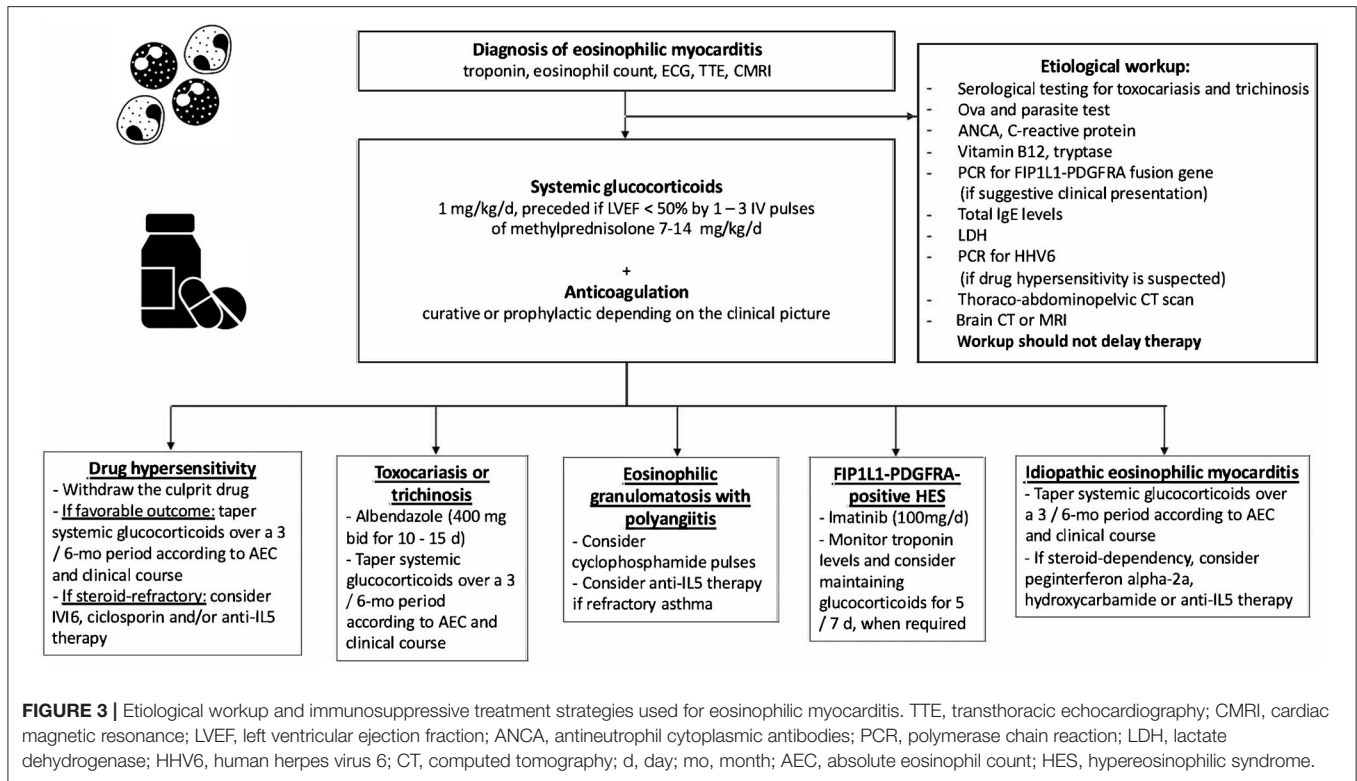 Diagnosis of eosinophilic myocarditis
troponin, eosinophil count, ECG, TTE, CMRI
Etiological workup:
- Serological testing for toxocariasis and trichinosis
- Ova and parasite test
- ANCA, C-reactive protein
- Vitamin B12, tryptase
- PCR for FIP1L1-PDGFRA fusion gene
(if suggestive clinical presentation)
- Total IgE levels
- LDH
- PCR for HHV6
(if drug hypersensitivity is suspected)
- Thoraco-abdominopelvic CT scan
- Brain CT or MRI
Workup should not delay therapy
Systemic glucocorticoids
1 mg/kg/d, preceded if LVEF < 50% by 1 – 3 IV pulses
of methylprednisolone 7-14 mg/kg/d
+
Anticoagulation
curative or prophylactic depending on the clinical picture
Drug hypersensitivity
- Withdraw the culprit drug
- If favorable outcome: taper
systemic glucocorticoids over a 3
/ 6-mo period according to AEC
and clinical course
- If steroid-refractory: consider
IVI6, ciclosporin and/or anti-IL5
therapy
Toxocariasis or
trichinosis
- Albendazole (400 mg
bid for 10 - 15 d)
- Taper systemic
glucocorticoids over a 3
/ 6-mo period
according to AEC and
clinical course
Eosinophilic
granulomatosis with
polyangiitis
- Consider
cyclophosphamide pulses
- Consider anti-IL5 therapy
if refractory asthma
FIP1L1-PDGFRA-
positive HES
- Imatinib (100mg/d)
- Monitor troponin
levels and consider
maintaining
glucocorticoids for 5
/ 7 d, when required
Idiopathic eosinophilic myocarditis
- Taper systemic glucocorticoids over
a 3 / 6-mo period according to AEC
and clinical course
- If steroid-dependency, consider
peginterferon alpha-2a,
hydroxycarbamide or anti-IL5 therapy
FIGURE 3 | Etiological workup and immunosuppressive treatment strategies used for eosinophilic myocarditis. TTE, transthoracic echocardiography; CMRI, cardiac
magnetic resonance; LVEF, left ventricular ejection fraction; ANCA, antineutrophil cytoplasmic antibodies; PCR, polymerase chain reaction; LDH, lactate
dehydrogenase; HHV6, human herpes virus 6; CT, computed tomography; d, day; mo, month; AEC, absolute eosinophil count; HES, hypereosinophilic syndrome.